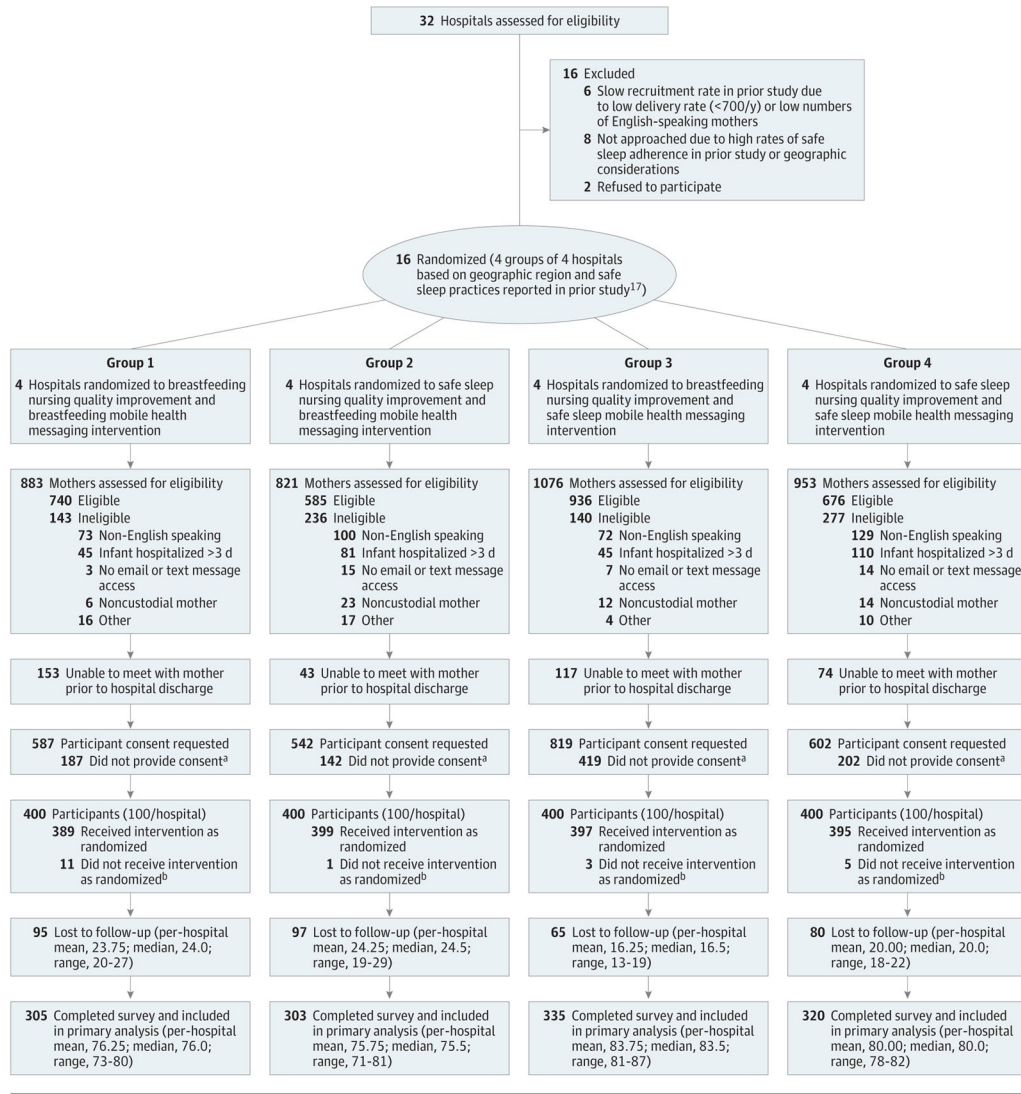 32 Hospitals assessed for eligibility
16 Excluded
6 Slow recruitment rate in prior study due
to low delivery rate (<700/y) or low numbers
of English-speaking mothers
8 Not approached due to high rates of safe
sleep adherence in prior study or geographic
considerations
2 Refused to participate
16 Randomized (4 groups of 4 hospitals
based on geographic region and safe
sleep practices reported in prior study17)
Group 1
4 Hospitals randomized to breastfeeding
nursing quality improvement and
breastfeeding mobile health
messaging intervention
883 Mothers assessed for eligibility
740 Eligible
143 Ineligible
73 Non-English speaking
45 Infant hospitalized >3 d
3 No email or text message
access
6 Noncustodial mother
16 Other
153 Unable to meet with mother
prior to hospital discharge
587 Participant consent requested
187 Did not provide consenta
400 Participants (100/hospital)
389 Received intervention as
randomized
11 Did not receive intervention
as randomizedb
95 Lost to follow-up (per-hospital
mean, 23.75; median, 24.0;
range, 20-27)
305 Completed survey and included
in primary analysis (per-hospital
mean, 76.25; median, 76.0;
range, 73-80)
Group 2
4 Hospitals randomized to safe sleep
nursing quality improvement and
breastfeeding mobile health
messaging intervention
821 Mothers assessed for eligibility
585 Eligible
236 Ineligible
100 Non-English speaking
81 Infant hospitalized >3 d
15 No email or text message
access
23 Noncustodial mother
17 Other
43 Unable to meet with mother
prior to hospital discharge
542 Participant consent requested
142 Did not provide consenta
400 Participants (100/hospital)
399 Received intervention as
randomized
1 Did not receive intervention
as randomizedb
97 Lost to follow-up (per-hospital
mean, 24.25; median, 24.5;
range, 19-29)
303 Completed survey and included
in primary analysis (per-hospital
mean, 75.75; median, 75.5;
range, 71-81)
Group 3
4 Hospitals randomized to breastfeeding
nursing quality improvement and
safe sleep mobile health messaging
intervention
1076 Mothers assessed for eligibility
936 Eligible
140 Ineligible
72 Non-English speaking
45 Infant hospitalized >3 d
7 No email or text message
access
12 Noncustodial mother
4 Other
117 Unable to meet with mother
prior to hospital discharge
819 Participant consent requested
419 Did not provide consenta
400 Participants (100/hospital)
397 Received intervention as
randomized
3 Did not receive intervention
as randomizedb
65 Lost to follow-up (per-hospital
mean, 16.25; median, 16.5;
range, 13-19)
335 Completed survey and included
in primary analysis (per-hospital
mean, 83.75; median, 83.5;
range, 81-87)
Group 4
4 Hospitals randomized to safe sleep
nursing quality improvement and
safe sleep mobile health messaging
intervention
953 Mothers assessed for eligibility
676 Eligible
277 Ineligible
129 Non-English speaking
110 Infant hospitalized >3 d
14 No email or text message
access
14 Noncustodial mother
10 Other
74 Unable to meet with mother
prior to hospital discharge
602 Participant consent requested
202 Did not provide consenta
400 Participants (100/hospital)
395 Received intervention as
randomized
5 Did not receive intervention
as randomizedb
80 Lost to follow-up (per-hospital
mean, 20.00; median, 20.0;
range, 18-22)
320 Completed survey and included
in primary analysis (per-hospital
mean, 80.00; median, 80.0;
range, 78-82)